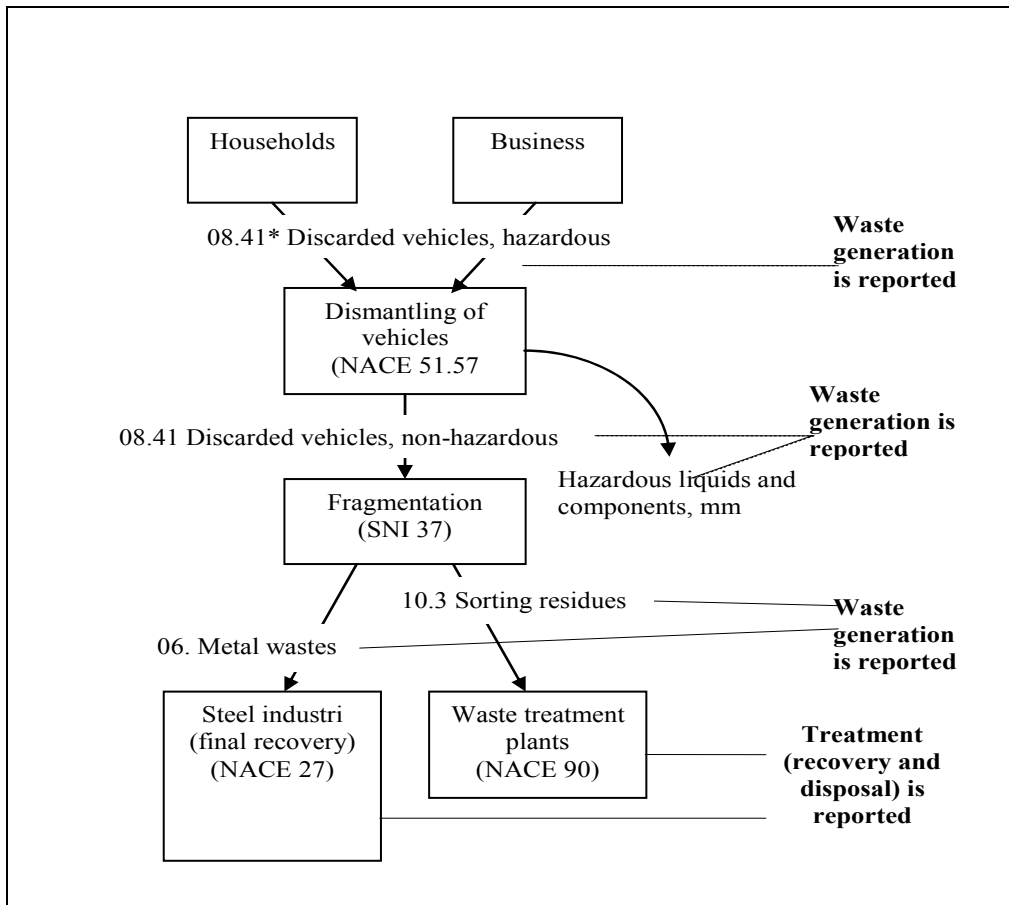 Households
Business
08.41* Discarded vehicles, hazardous
Waste
generation
is reported
Dismantling of
vehicles
(NACE 51.57
Waste
generation is
reported
08.41 Discarded vehicles, non-hazardous
Hazardous liquids and
components, mm
Fragmentation
(SNI 37)
10.3 Sorting residues
Waste
generation
is reported
06. Metal wastes
Steel industri
(final recovery)
(NACE 27)
Waste treatment
plants
(NACE 90)
Treatment
(recovery and
disposal) is
reported